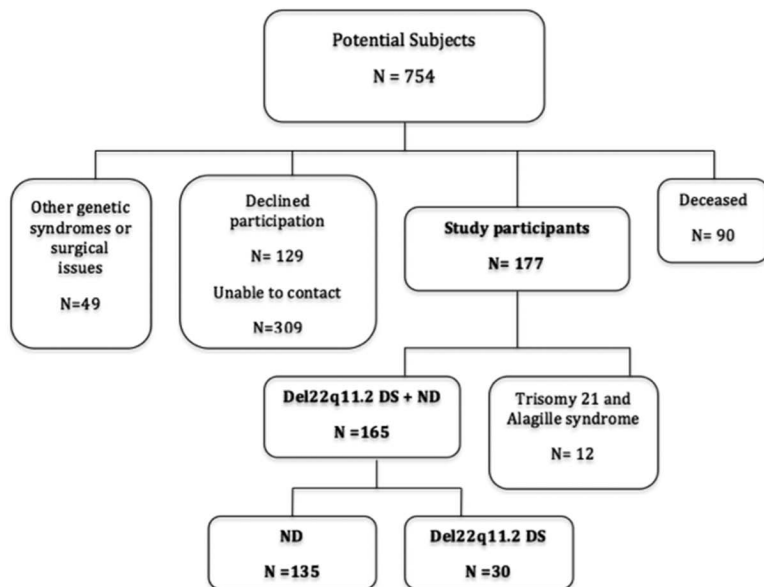 Potential Subjects
N = 754
Other genetic
syndromes or
surgical
issues
N=49
Declined
participation
N= 129
Unable to contact
N=309
Study participants
N= 177
Deceased
N= 90
Del22q11.2 DS + ND
N =165
Trisomy 21 and
Alagille syndrome
N= 12
ND
N =135
Del22q11.2 DS
N =30